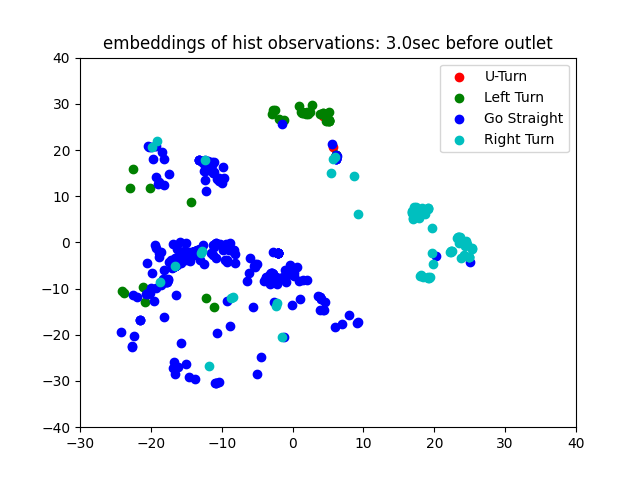 embeddings of hist observations: 3.0sec before outlet
U-Turn
Left Turn
Go Straight
Right Turn
40
30
20
10
0
−10
−20
−30
−40
−30 −20 −10 0 10 20 30 40